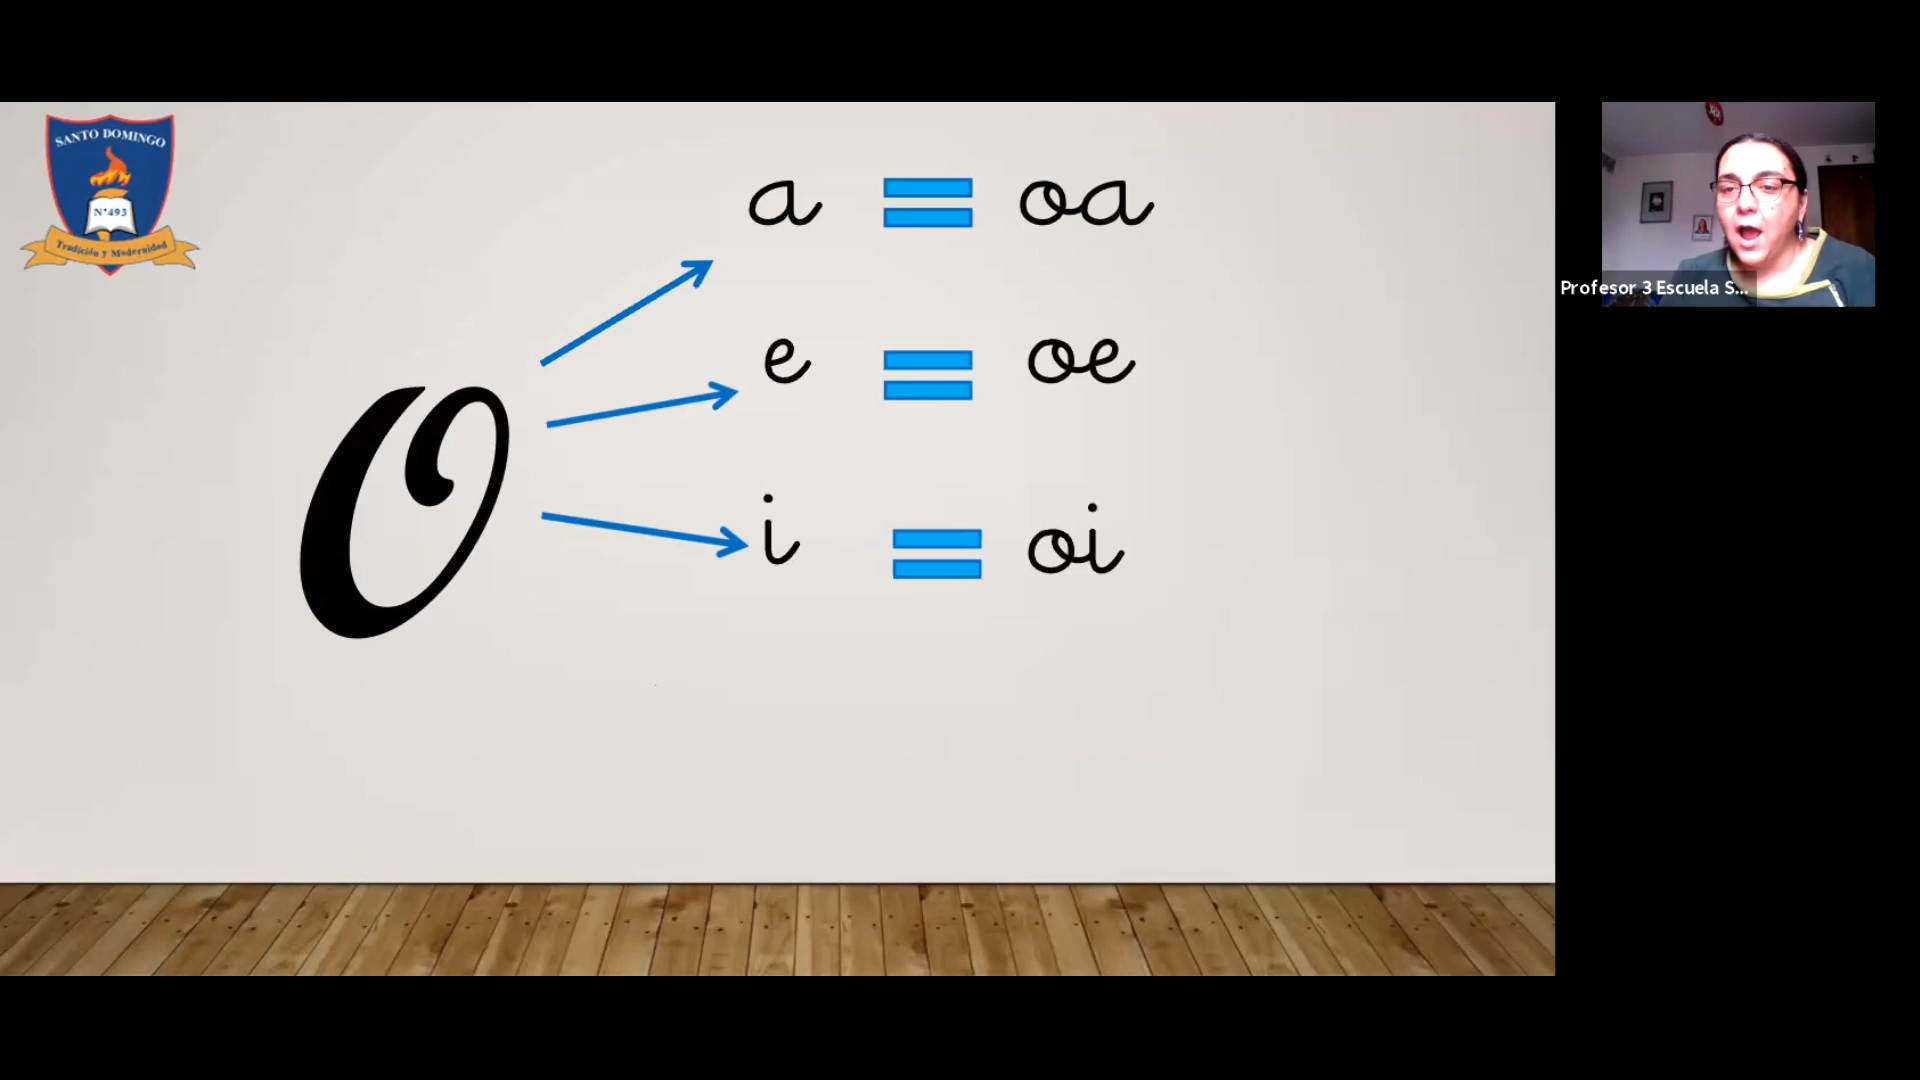 SANTO DOMINGO
N°493
Tradición y Modernidad
a = oa
e = oe
O
i = oi
Profesor 3 Escuela S...